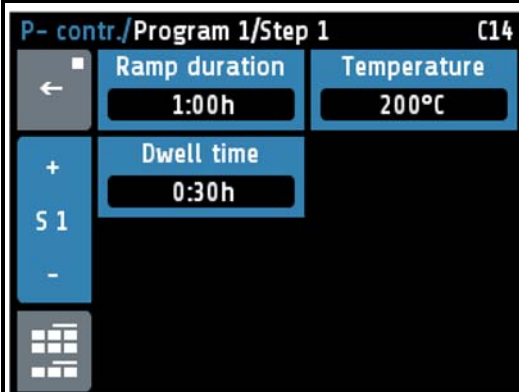 P- contr./Program 1/Step 1 C14
←
Ramp duration Temperature
1:00h 200°C
+
S 1
-
Dwell time
0:30h